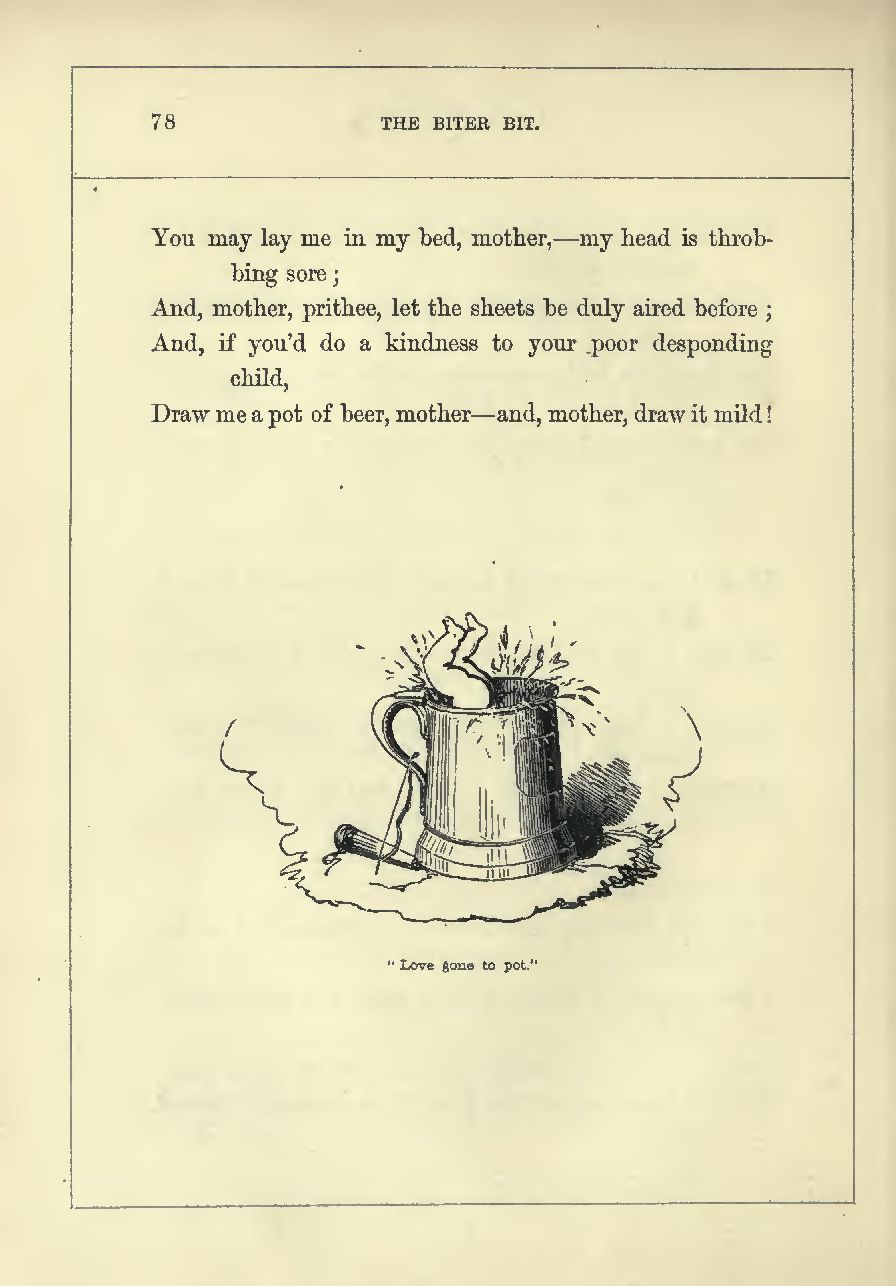 78 THE BITER BIT.
You may lay me in my bed, mother,—my head is throb-
bing sore ;
And, mother, prithee, let the sheets be duly aired before ;
And, if you'd do a kindness to your poor desponding
child,
Draw me a pot of beer, mother—and, mother, draw it mild!
"Love gone to pot."